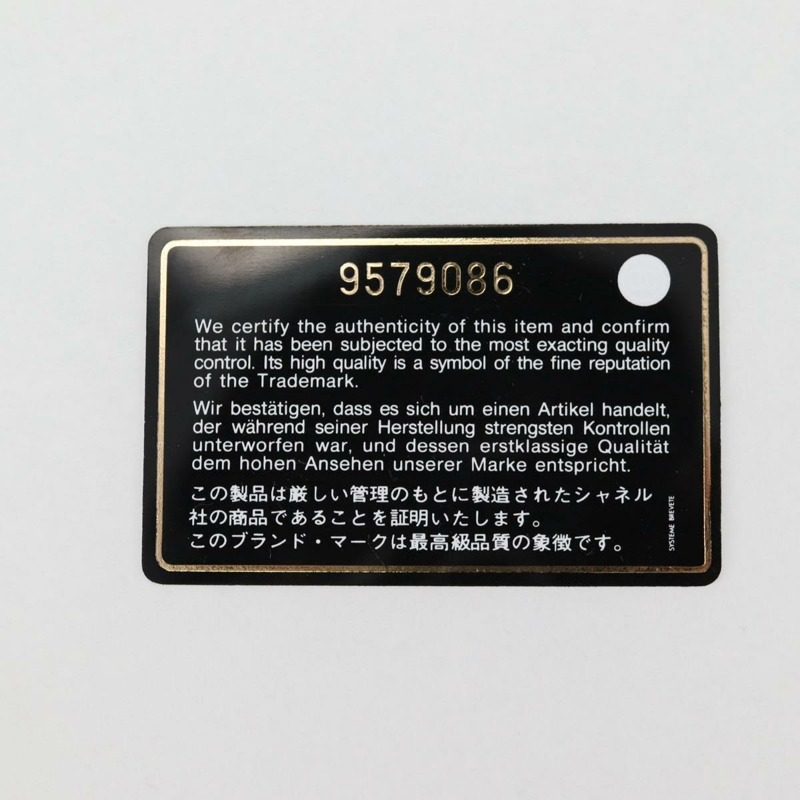 9579086
We certify the authenticity of this item and confirm
that it has been subjected to the most exacting quality
control. Its high quality is a symbol of the fine reputation
of the Trademark.
Wir bestätigen, dass es sich um einen Artikel handelt,
der während seiner Herstellung strengsten Kontrollen
unterworfen war, und dessen erstklassige Qualität
dem hohen Ansehen unserer Marke entspricht.
この製品は厳しい管理のもとに製造されたシャネル
社の商品であることを証明いたします。
このブランド・マークは最高級品質の象徴です。
SYSTEME BREVETE